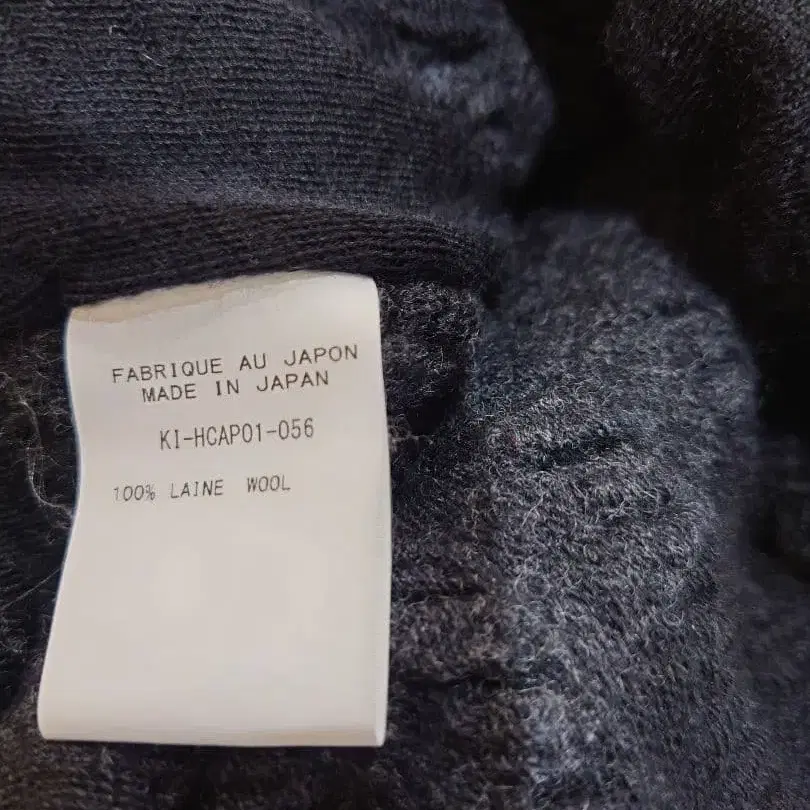 FABRIQUE AU JAPON
MADE IN JAPAN
KI-HCAP01-056
100% LAINE WOOL